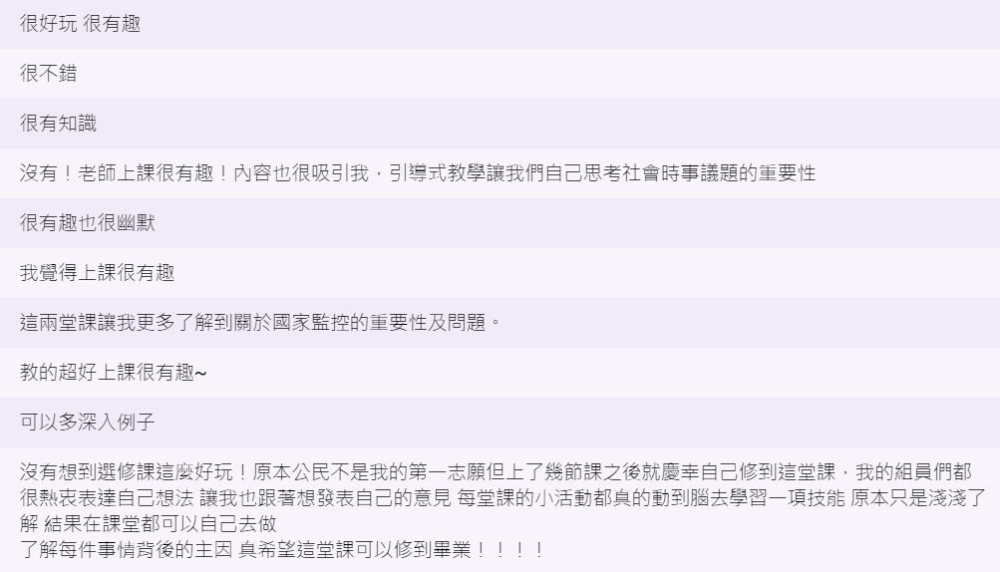 很好玩 很有趣
很不錯
很有知識
沒有！老師上課很有趣！內容也很吸引我，引導式教學讓我們自己思考社會時事議題的重要性
很有趣也很幽默
我覺得上課很有趣
這兩堂課讓我更多了解到關於國家監控的重要性及問題。
教的超好上課很有趣~
可以多深入例子
沒有想到選修課這麼好玩！原本公民不是我的第一志願但上了幾節課之後就慶幸自己修到這堂課，我的組員們都
很熱衷表達自己想法 讓我也跟著想發表自己的意見 每堂課的小活動都真的動到腦去學習一項技能 原本只是淺淺了
解 結果在課堂都可以自己去做
了解每件事情背後的主因 真希望這堂課可以修到畢業！！！！